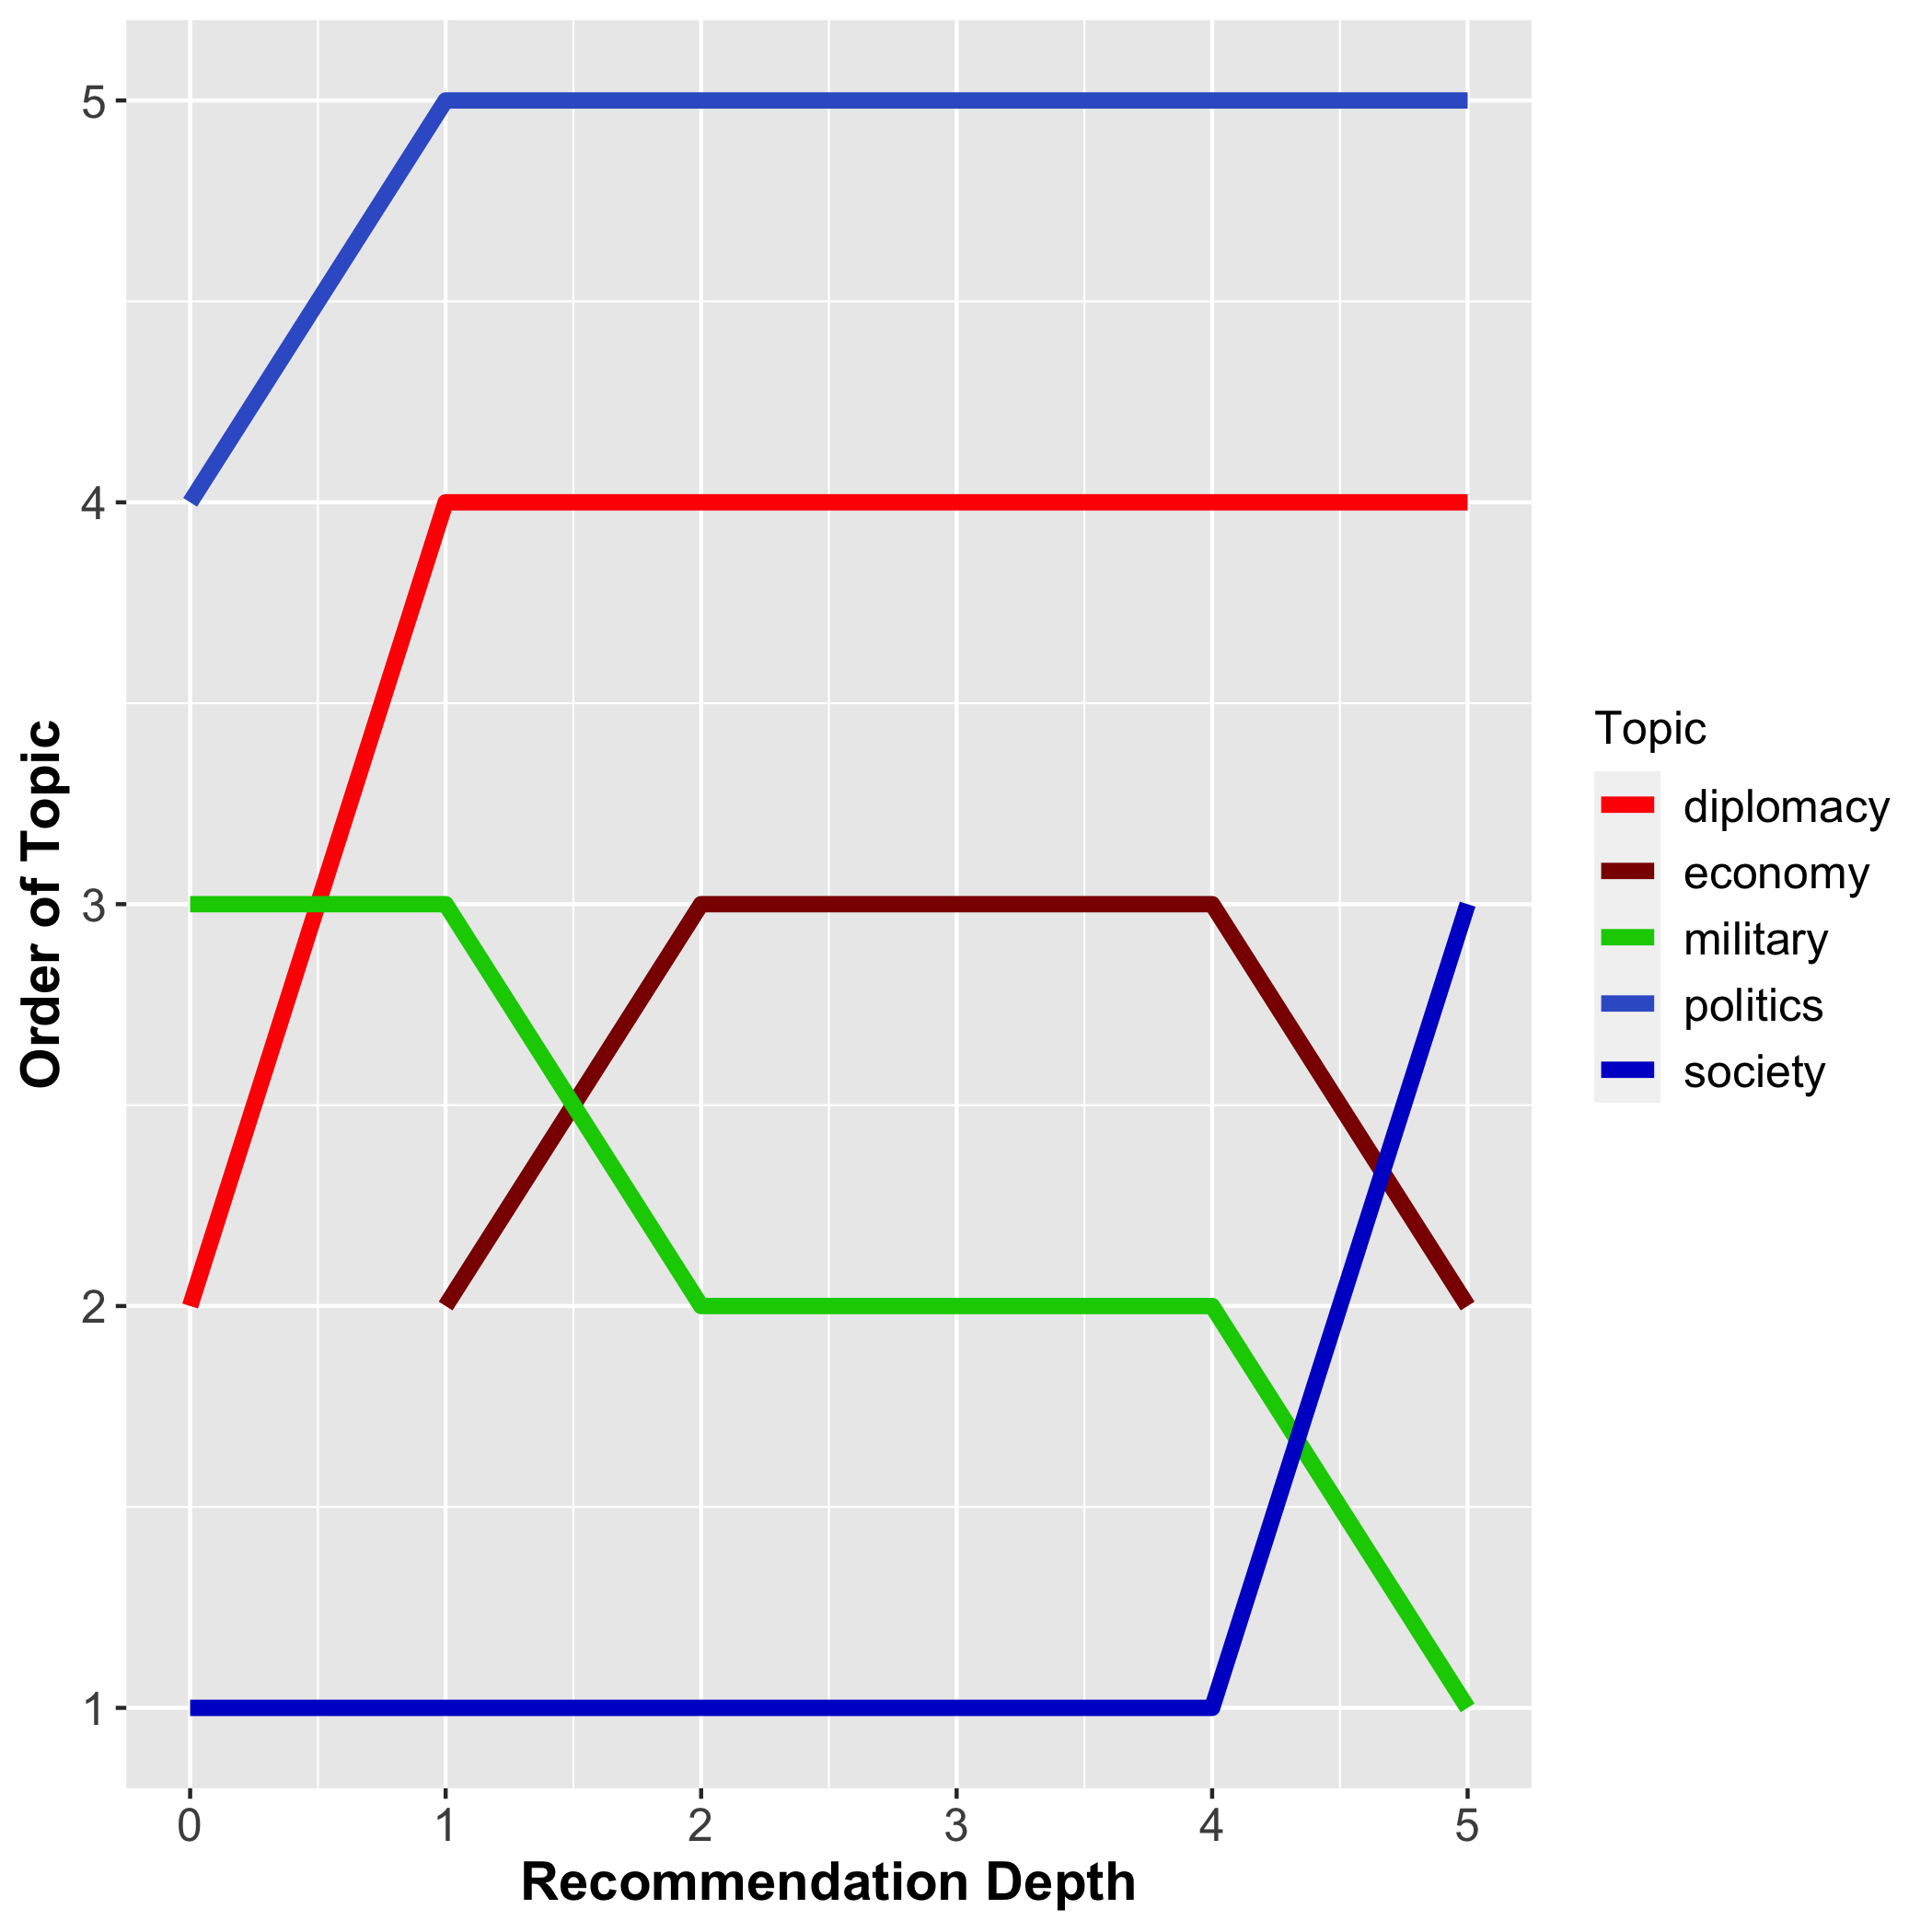 5
4
3
2
1
Order of Topic
0 1 2 3 4 5
Recommendation Depth
Topic
diplomacy
economy
military
politics
society